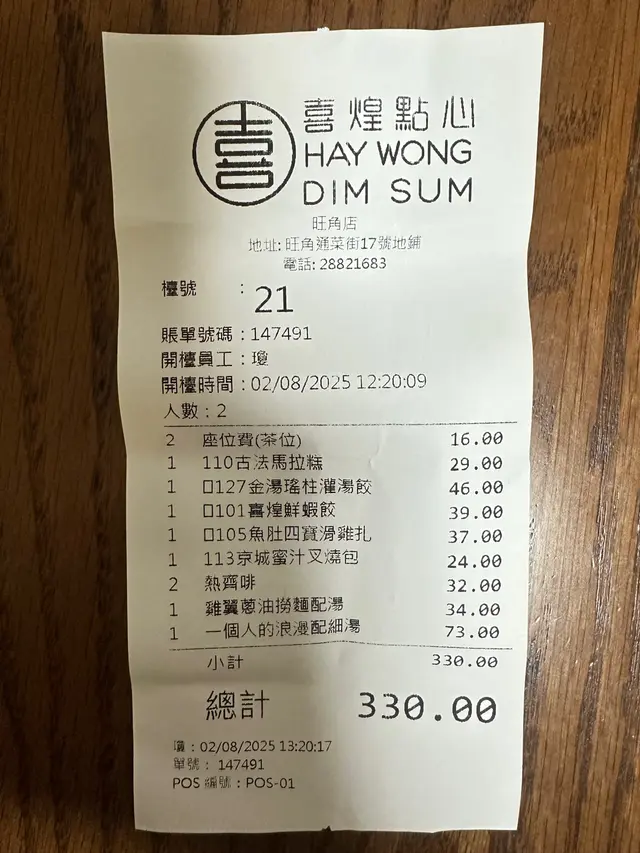 喜
喜煌點心
HAY WONG
DIM SUM
旺角店
地址: 旺角通菜街17號地鋪
電話: 28821683
檯號 : 21
賬單號碼 : 147491
開檯員工 : 瓊
開檯時間 : 02/08/2025 12:20:09
人數 : 2
2 座位費(茶位) 16.00
1 110古法馬拉糕 29.00
1 口127金湯瑤柱灌湯餃 46.00
1 口101喜煌鮮蝦餃 39.00
1 口105魚肚四寶滑雞扎 37.00
1 113京城蜜汁叉燒包 24.00
2 熱齊啡 32.00
1 雞翼蔥油撈麵配湯 34.00
1 一個人的浪漫配細湯 73.00
小計 330.00
總計 330.00
瓊 : 02/08/2025 13:20:17
單號 : 147491
POS 編號 : POS-01